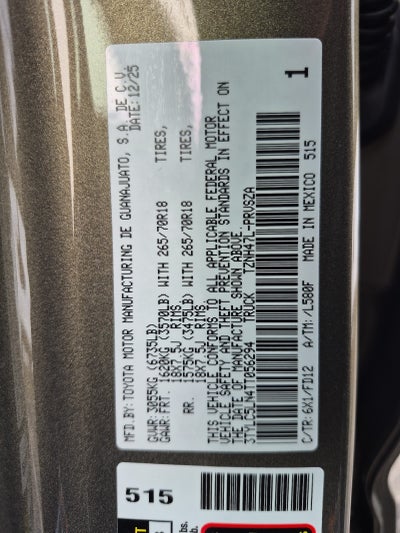 MFD.BY:TOYOTA MOTOR MANUFACTURING DE GUANAJUATO, S.A. DE C.V.
DATE:12/25
GVWR:3055KG(6735LB)
GAWR:FRT. 1620KG(3570LB)WITH 265/70R18 TIRES,
18X7.5J RIMS
RR. 1575KG(3475LB)WITH 265/70R18 TIRES,
18X7.5J RIMS
THIS VEHICLE CONFORMS TO ALL APPLICABLE FEDERAL MOTOR
VEHICLE SAFETY AND THEFT PREVENTION STANDARDS IN EFFECT ON
THE DATE OF MANUFACTURE SHOWN ABOVE.
TRUCK
C/TR:6X1/FD12 A/TM:/L580F MADE IN MEXICO 515
1
515